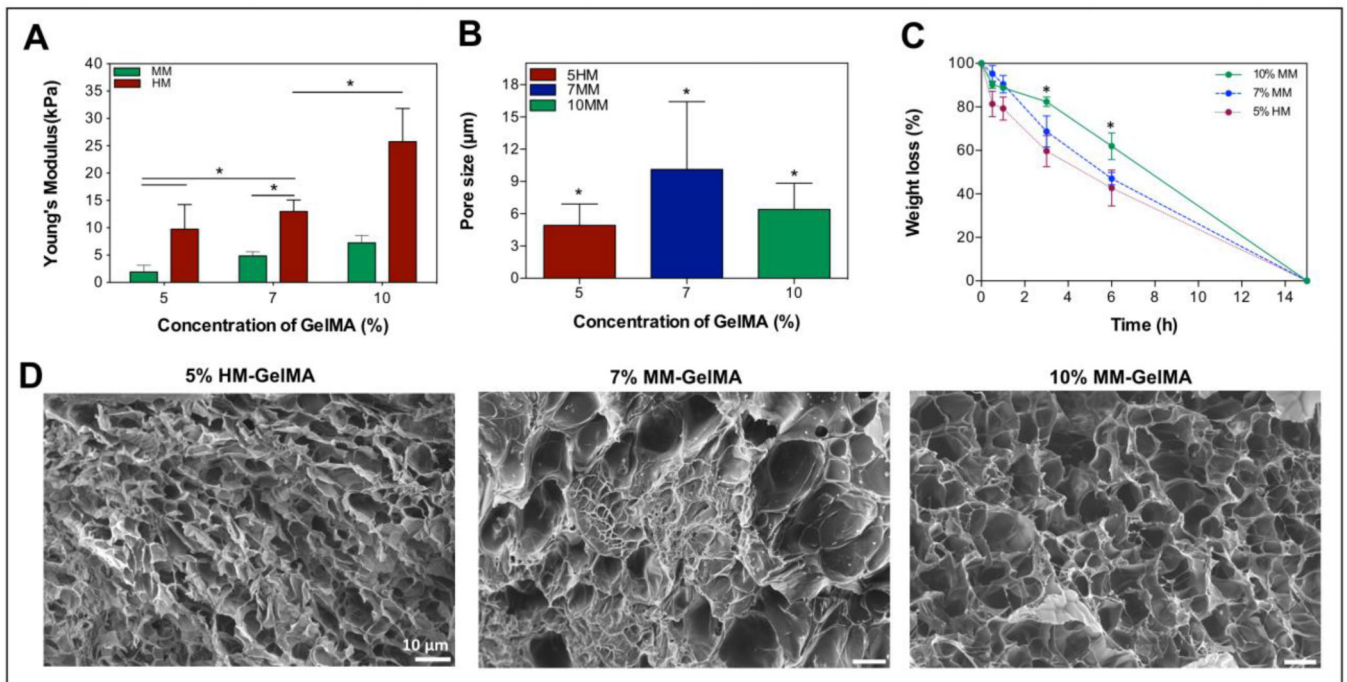 A
Young's Modulus(kPa)
40
35
30
25
20
15
10
5
0
MM
HM
*
*
*
5
7
10
Concentration of GelMA (%)
B
Pore size (µm)
18
15
12
9
6
3
0
5HM
7MM
10MM
*
*
*
5
7
10
Concentration of GelMA (%)
C
Weight loss (%)
100
80
60
40
20
0
10% MM
7% MM
5% HM
*
*
0
2
4
6
8
10
12
14
Time (h)
D
5% HM-GelMA
7% MM-GelMA
10% MM-GelMA
10 µm